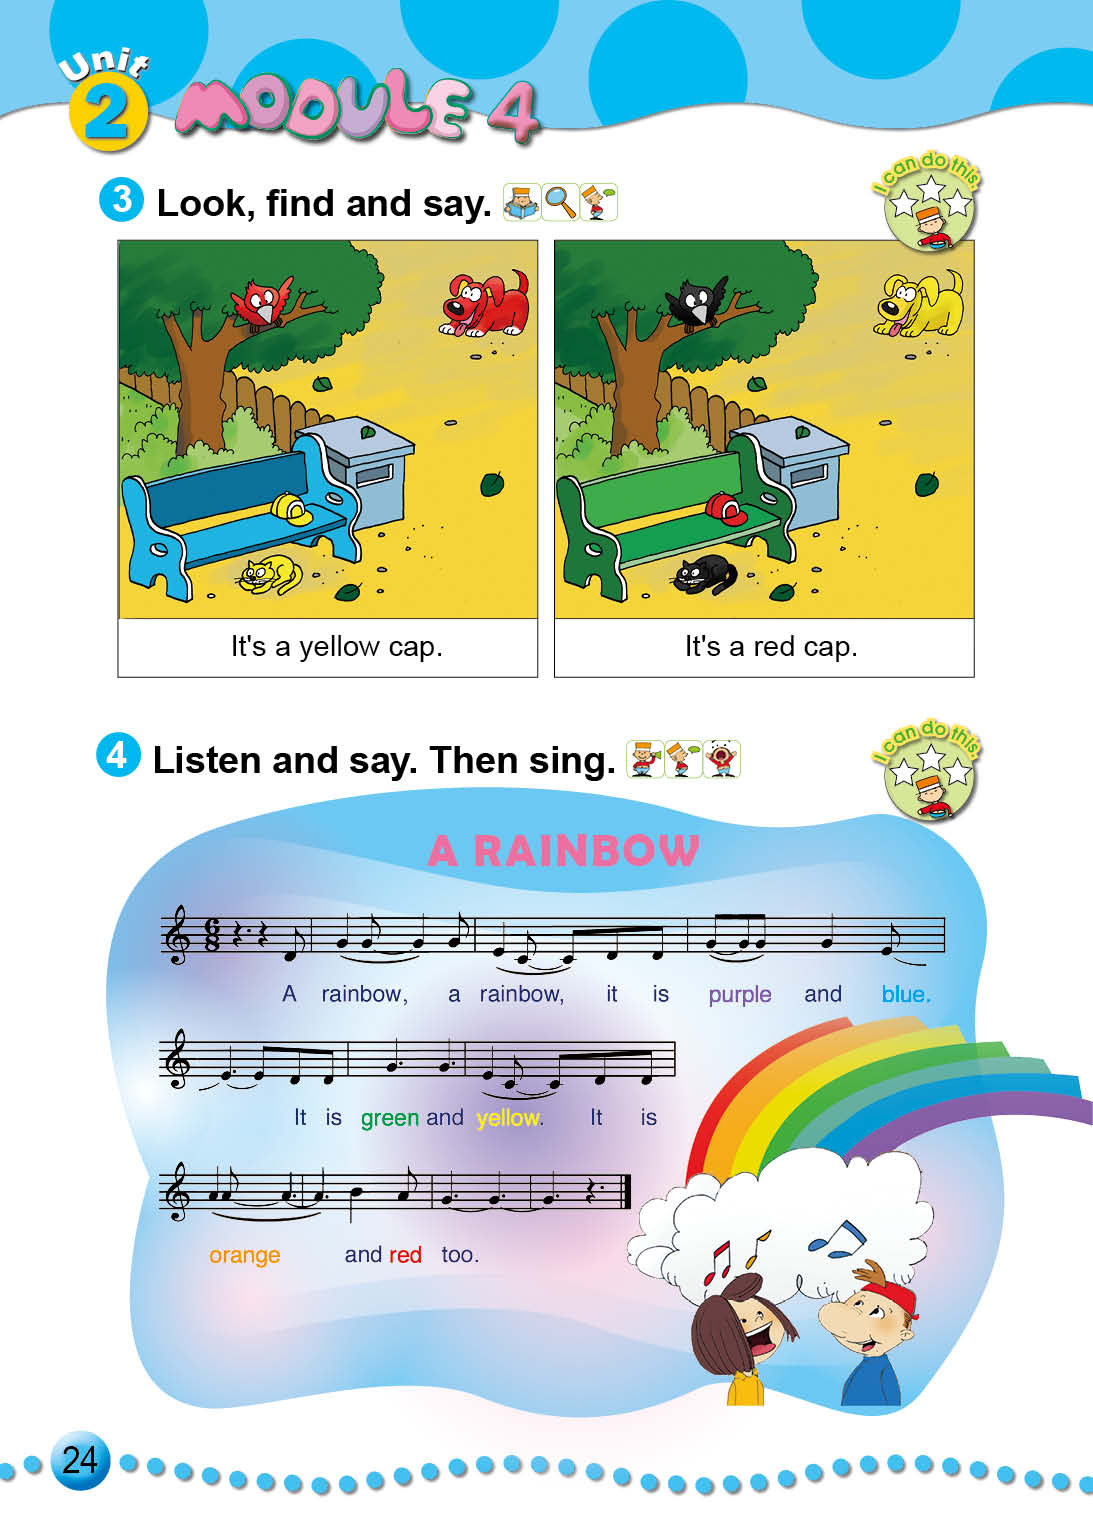 Unit
2 MODULE 4
3 Look, find and say.
I can do this.
It's a yellow cap.
It's a red cap.
4 Listen and say. Then sing.
I can do this.
A RAINBOW
6
8
A rainbow, a rainbow, it is purple and blue.
It is green and yellow. It is
orange and red too.
24